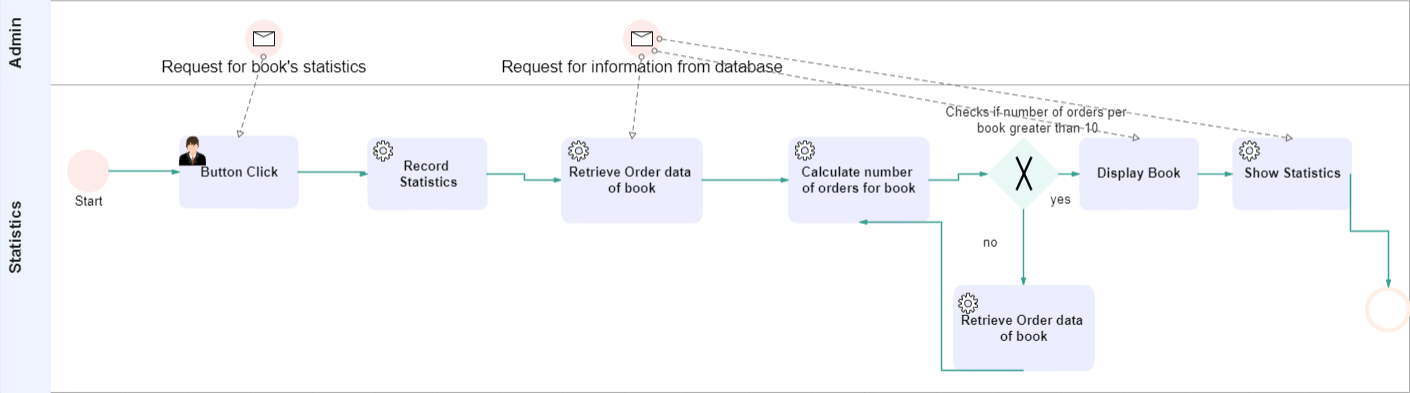 Admin
Request for book's statistics
Request for information from database
Statistics
Start
Button Click
Record
Statistics
Retrieve Order data
of book
Calculate number
of orders for book
Checks if number of orders per
book greater than 10
yes
no
Display Book
Show Statistics
Retrieve Order data
of book